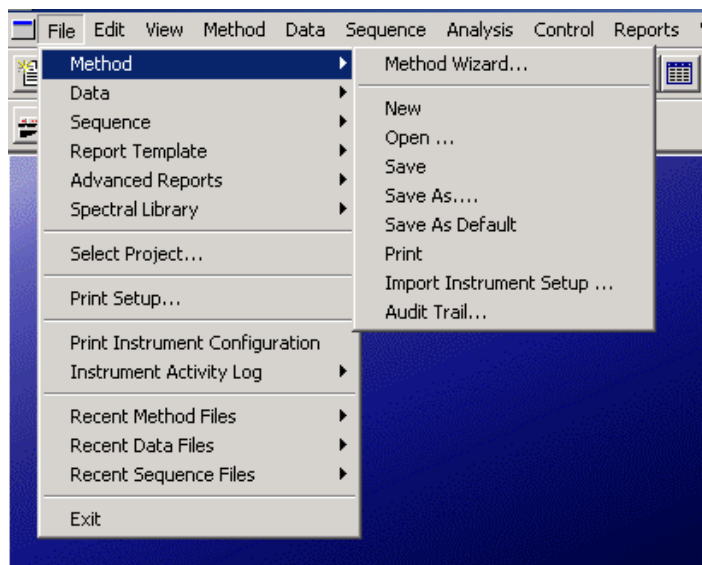 File Edit View Method Data Sequence Analysis Control Reports
Method
Data
Sequence
Report Template
Advanced Reports
Spectral Library
Select Project...
Print Setup...
Print Instrument Configuration
Instrument Activity Log
Recent Method Files
Recent Data Files
Recent Sequence Files
Exit
Method Wizard...
New
Open ...
Save
Save As....
Save As Default
Print
Import Instrument Setup ...
Audit Trail...